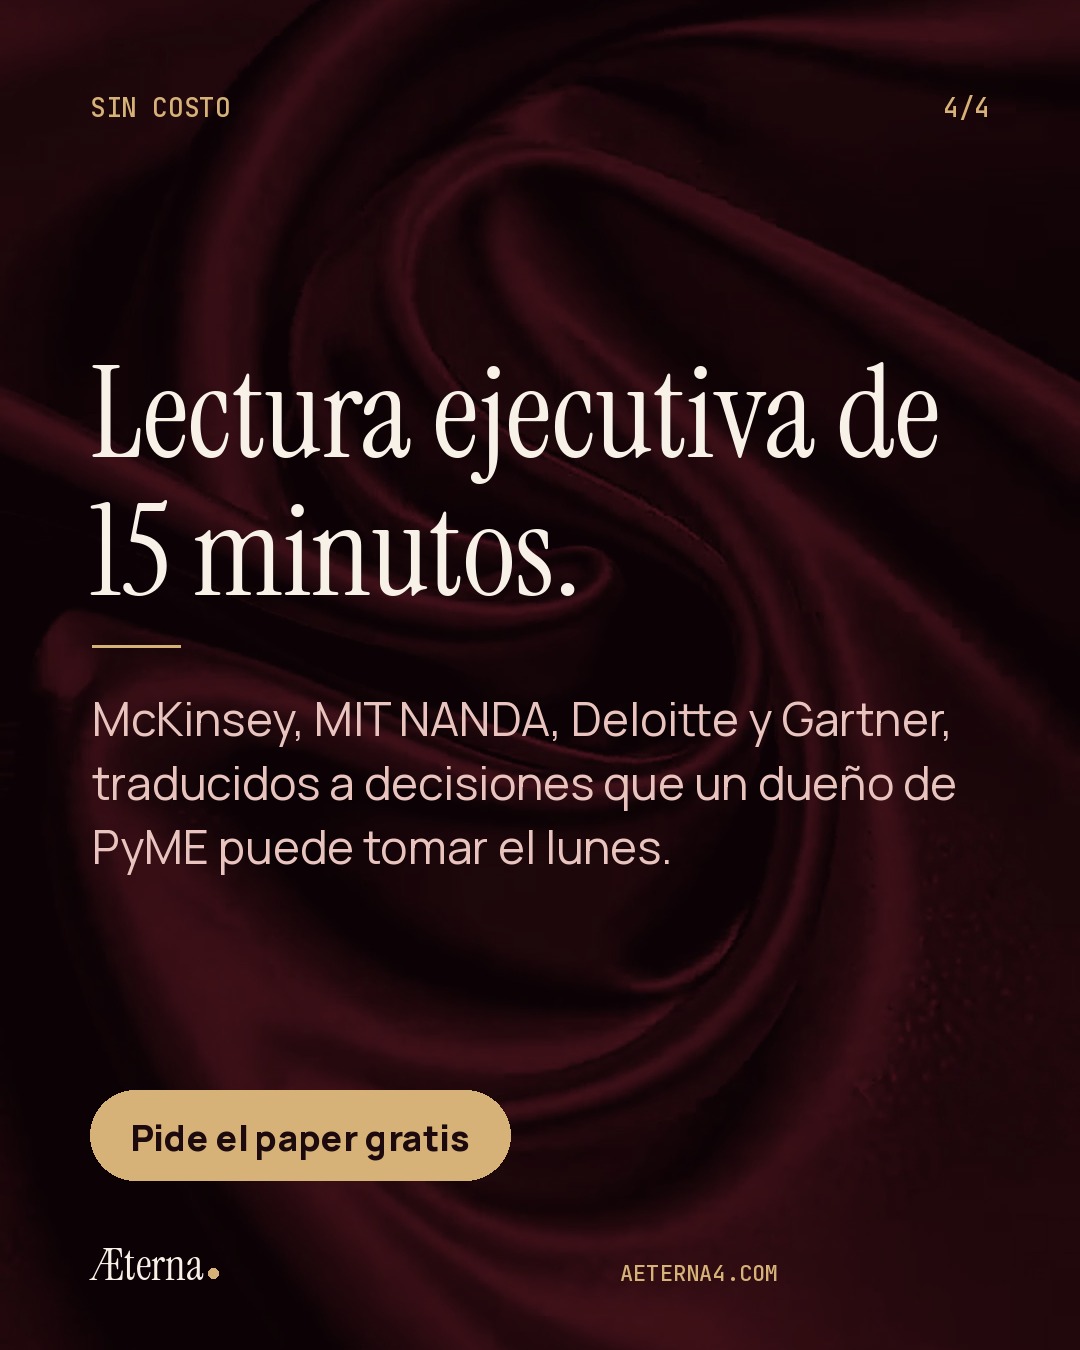 SIN COSTO
4/4
Lectura ejecutiva de
15 minutos.
McKinsey, MIT NANDA, Deloitte y Gartner,
traducidos a decisiones que un dueño de
PyME puede tomar el lunes.
Pide el paper gratis
Æterna.
AETERNA4.COM